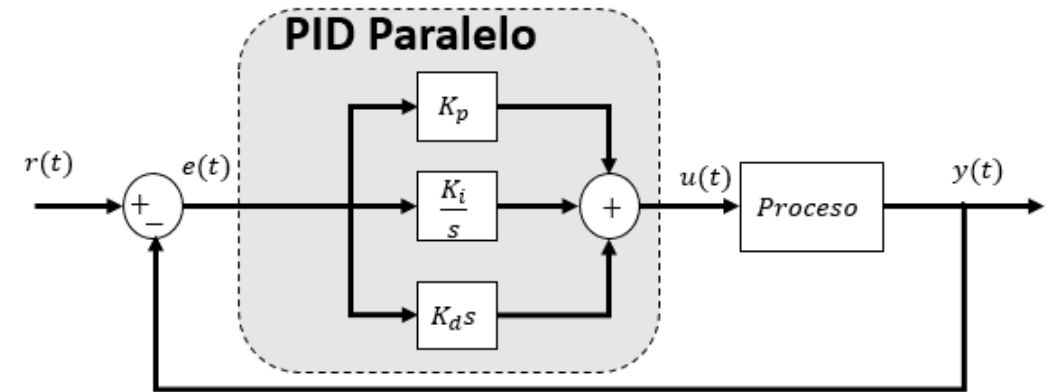 PID Paralelo
K_p
r(t)
e(t)
+
−
K_i
s
+
u(t)
Proceso
y(t)
K_d s